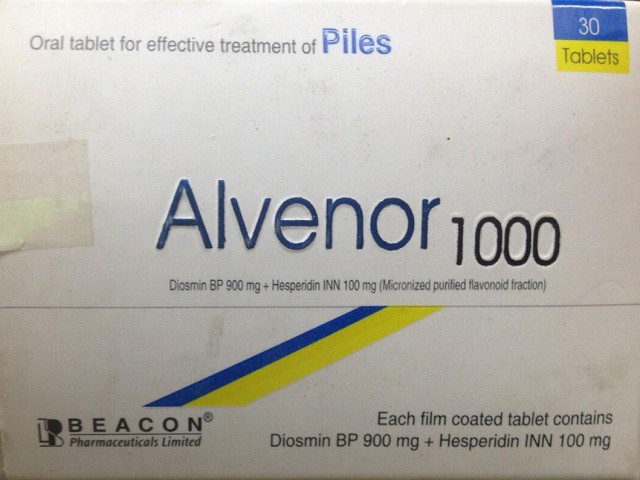 Oral tablet for effective treatment of Piles
30
Tablets
Alvenor 1000
Diosmin BP 900 mg + Hesperidin INN 100 mg (Micronized purified flavonoid fraction)
BEACON®
Pharmaceuticals Limited
Each film coated tablet contains
Diosmin BP 900 mg + Hesperidin INN 100 mg